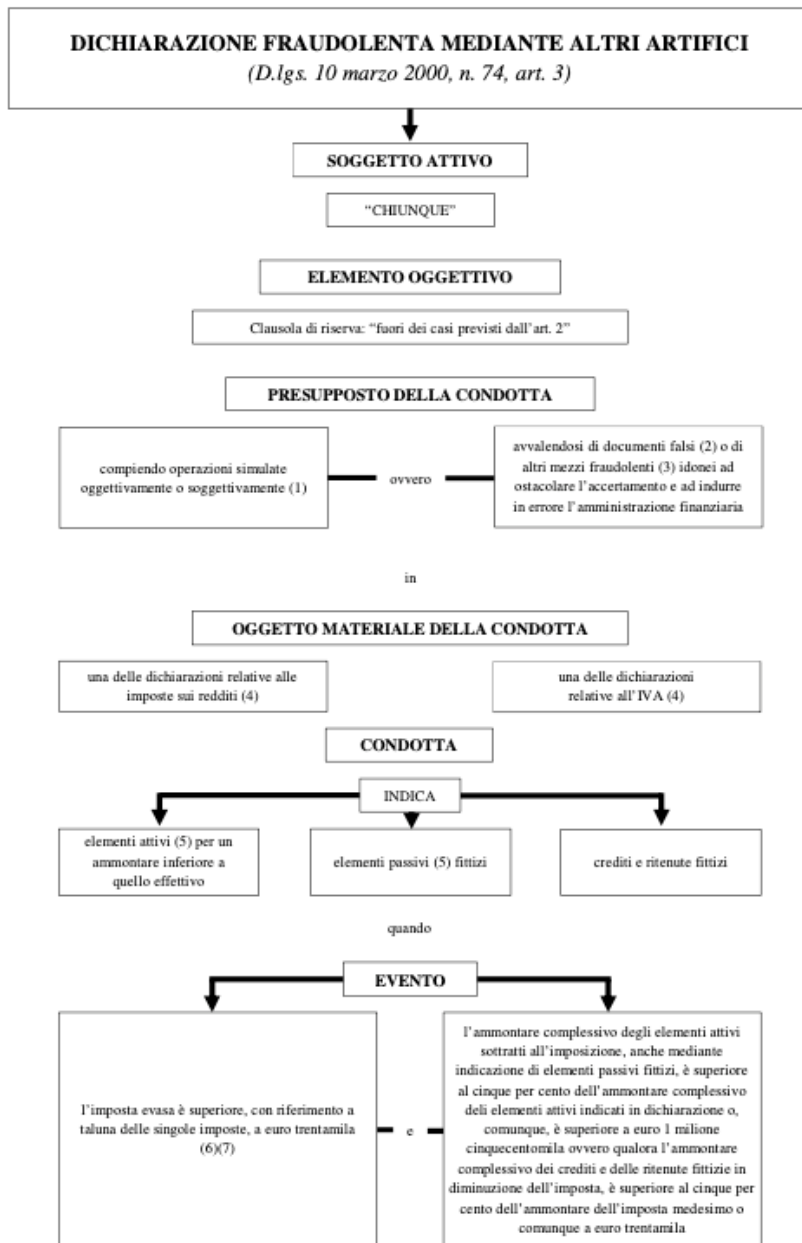 DICHIARAZIONE FRAUDOLENTA MEDIANTE ALTRI ARTIFICI
(D.lgs. 10 marzo 2000, n. 74, art. 3)
SOGGETTO ATTIVO
“CHIUNQUE”
ELEMENTO OGGETTIVO
Clausola di riserva: “fuori dei casi previsti dall’art. 2”
PRESUPPOSTO DELLA CONDOTTA
compiendo operazioni simulate
oggettivamente o soggettivamente (1)
ovvero
avvalendosi di documenti falsi (2) o di
altri mezzi fraudolenti (3) idonei ad
ostacolare l’accertamento e ad indurre
in errore l’amministrazione finanziaria
in
OGGETTO MATERIALE DELLA CONDOTTA
una delle dichiarazioni relative alle
imposte sui redditi (4)
una delle dichiarazioni
relative all’IVA (4)
CONDOTTA
INDICA
elementi attivi (5) per un
ammontare inferiore a
quello effettivo
elementi passivi (5) fittizi
crediti e ritenute fittizi
quando
EVENTO
l’imposta evasa è superiore, con riferimento a
taluna delle singole imposte, a euro trentamila
(6)(7)
e
l’ammontare complessivo degli elementi attivi
sottratti all’imposizione, anche mediante
indicazione di elementi passivi fittizi, è superiore
al cinque per cento dell’ammontare complessivo
deli elementi attivi indicati in dichiarazione o,
comunque, è superiore a euro 1 milione
cinquecentomila ovvero qualora l’ammontare
complessivo dei crediti e delle ritenute fittizie in
diminuzione dell’imposta, è superiore al cinque per
cento dell’ammontare dell’imposta medesimo o
comunque a euro trentamila